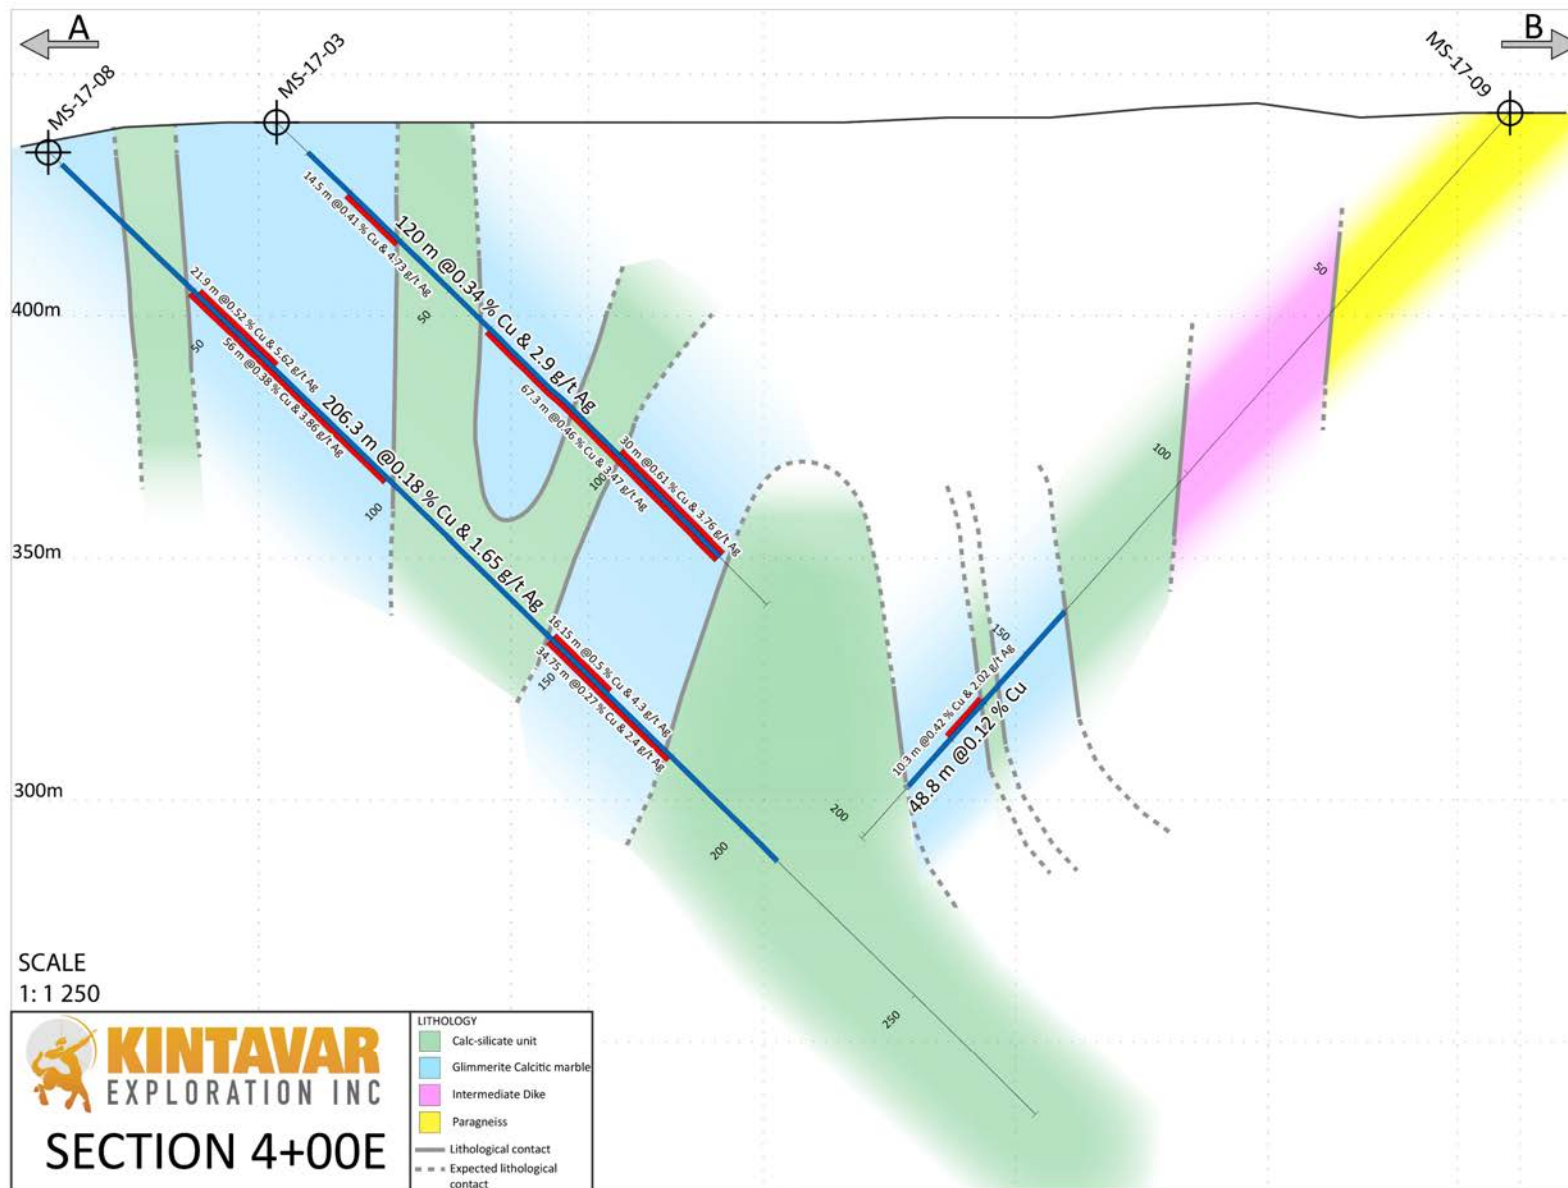 A
B
MS-17-08
MS-17-03
MS-17-09
14.5 m @0.41 % Cu & 4.73 g/t Ag
120 m @0.34 % Cu & 2.9 g/t Ag
50
50
400m
21.9 m @0.52 % Cu & 5.62 g/t Ag
50
56 m @0.38 % Cu & 3.86 g/t Ag
67.3 m @0.46 % Cu & 3.47 g/t Ag
206.3 m @0.18 % Cu & 1.65 g/t Ag
30 m @0.61 % Cu & 3.76 g/t Ag
100
100
100
350m
16.15 m @0.5 % Cu & 4.3 g/t Ag
34.75 m @0.27 % Cu & 2.4 g/t Ag
150
150
10.3 m @0.42 % Cu & 2.02 g/t Ag
48.8 m @0.12 % Cu
300m
200
200
250
SCALE
1: 1 250
KINTAVAR
EXPLORATION INC
SECTION 4+00E
LITHOLOGY
Calc-silicate unit
Glimmerite Calcitic marble
Intermediate Dike
Paragneiss
Lithological contact
Expected lithological
contact